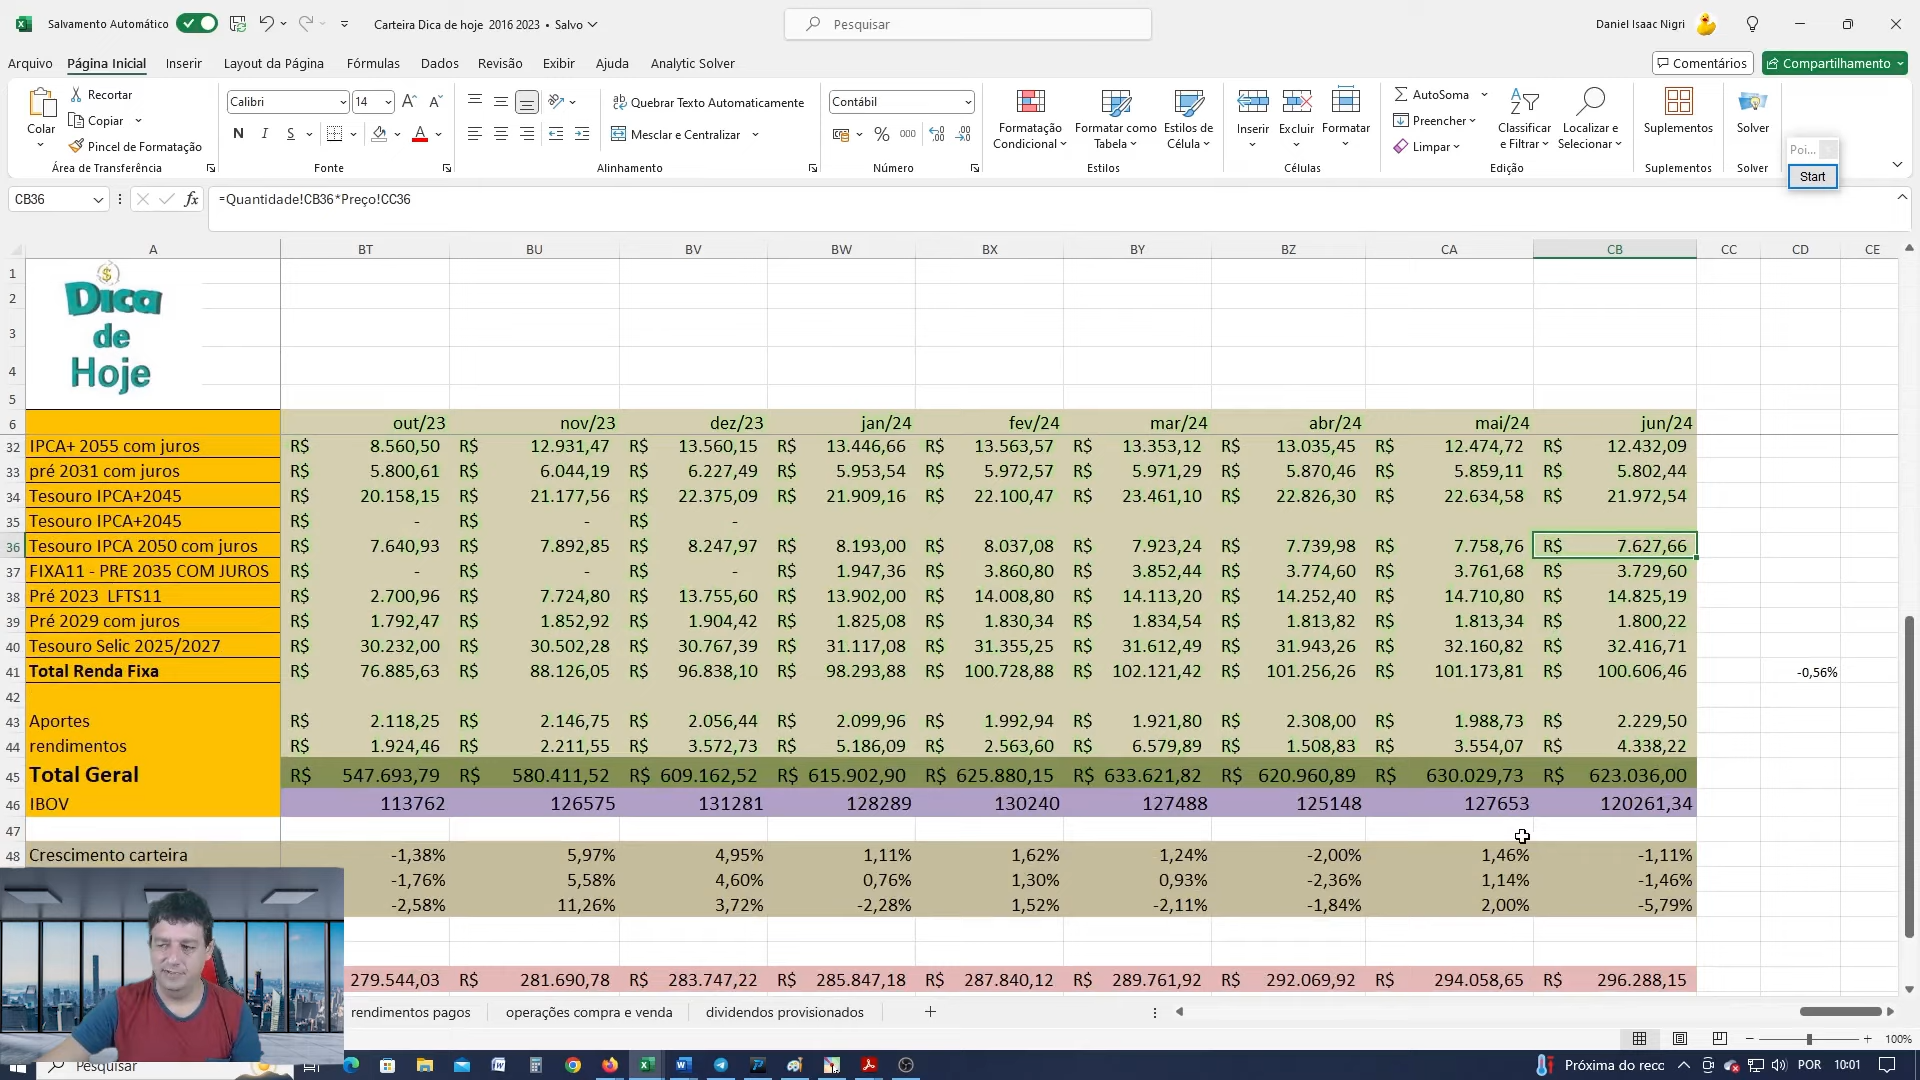 Salvamento Automático
Carteira Dica de hoje 2016 2023 • Salvo
Pesquisar
Daniel Isaac Nigri
Arquivo Página Inicial Inserir Layout da Página Fórmulas Dados Revisão Exibir Ajuda Analytic Solver
Comentários Compartilhamento
Colar
Recortar
Copiar
Pincel de Formatação
Área de Transferência
Calibri 14
N I S
Fonte
Quebrar Texto Automaticamente
Mesclar e Centralizar
Alinhamento
Contábil
% 000
Número
Formatação Condicional
Formatar como Tabela
Estilos de Célula
Estilos
Inserir Excluir Formatar
Células
AutoSoma
Preencher
Limpar
Classificar e Filtrar
Localizar e Selecionar
Edição
Suplementos
Suplementos
Solver
Solver
Poi...
Start
CB36 fx =Quantidade!CB36*Preço!CC36
A BT BU BV BW BX BY BZ CA CB CC CD CE
1
2
3
4
5
Dica
de
Hoje
6 out/23 nov/23 dez/23 jan/24 fev/24 mar/24 abr/24 mai/24 jun/24
32 IPCA+ 2055 com juros R$ 8.560,50 R$ 12.931,47 R$ 13.560,15 R$ 13.446,66 R$ 13.563,57 R$ 13.353,12 R$ 13.035,45 R$ 12.474,72 R$ 12.432,09
33 pré 2031 com juros R$ 5.800,61 R$ 6.044,19 R$ 6.227,49 R$ 5.953,54 R$ 5.972,57 R$ 5.971,29 R$ 5.870,46 R$ 5.859,11 R$ 5.802,44
34 Tesouro IPCA+2045 R$ 20.158,15 R$ 21.177,56 R$ 22.375,09 R$ 21.909,16 R$ 22.100,47 R$ 23.461,10 R$ 22.826,30 R$ 22.634,58 R$ 21.972,54
35 Tesouro IPCA+2045 R$ - R$ - R$ -
36 Tesouro IPCA 2050 com juros R$ 7.640,93 R$ 7.892,85 R$ 8.247,97 R$ 8.193,00 R$ 8.037,08 R$ 7.923,24 R$ 7.739,98 R$ 7.758,76 R$ 7.627,66
37 FIXA11 - PRE 2035 COM JUROS R$ - R$ - R$ - R$ 1.947,36 R$ 3.860,80 R$ 3.852,44 R$ 3.774,60 R$ 3.761,68 R$ 3.729,60
38 Pré 2023 LFTS11 R$ 2.700,96 R$ 7.724,80 R$ 13.755,60 R$ 13.902,00 R$ 14.008,80 R$ 14.113,20 R$ 14.252,40 R$ 14.710,80 R$ 14.825,19
39 Pré 2029 com juros R$ 1.792,47 R$ 1.852,92 R$ 1.904,42 R$ 1.825,08 R$ 1.830,34 R$ 1.834,54 R$ 1.813,82 R$ 1.813,34 R$ 1.800,22
40 Tesouro Selic 2025/2027 R$ 30.232,00 R$ 30.502,28 R$ 30.767,39 R$ 31.117,08 R$ 31.355,25 R$ 31.612,49 R$ 31.943,26 R$ 32.160,82 R$ 32.416,71
41 Total Renda Fixa R$ 76.885,63 R$ 88.126,05 R$ 96.838,10 R$ 98.293,88 R$ 100.728,88 R$ 102.121,42 R$ 101.256,26 R$ 101.173,81 R$ 100.606,46 -0,56%
42
43 Aportes R$ 2.118,25 R$ 2.146,75 R$ 2.056,44 R$ 2.099,96 R$ 1.992,94 R$ 1.921,80 R$ 2.308,00 R$ 1.988,73 R$ 2.229,50
44 rendimentos R$ 1.924,46 R$ 2.211,55 R$ 3.572,73 R$ 5.186,09 R$ 2.563,60 R$ 6.579,89 R$ 1.508,83 R$ 3.554,07 R$ 4.338,22
45 Total Geral R$ 547.693,79 R$ 580.411,52 R$ 609.162,52 R$ 615.902,90 R$ 625.880,15 R$ 633.621,82 R$ 620.960,89 R$ 630.029,73 R$ 623.036,00
46 IBOV 113762 126575 131281 128289 130240 127488 125148 127653 120261,34
47
48 Crescimento carteira -1,38% 5,97% 4,95% 1,11% 1,62% 1,24% -2,00% 1,46% -1,11%
-1,76% 5,58% 4,60% 0,76% 1,30% 0,93% -2,36% 1,14% -1,46%
-2,58% 11,26% 3,72% -2,28% 1,52% -2,11% -1,84% 2,00% -5,79%
279.544,03 R$ 281.690,78 R$ 283.747,22 R$ 285.847,18 R$ 287.840,12 R$ 289.761,92 R$ 292.069,92 R$ 294.058,65 R$ 296.288,15
rendimentos pagos operações compra e venda dividendos provisionados
100%
Pesquisar
Próxima do recc
POR 10:01